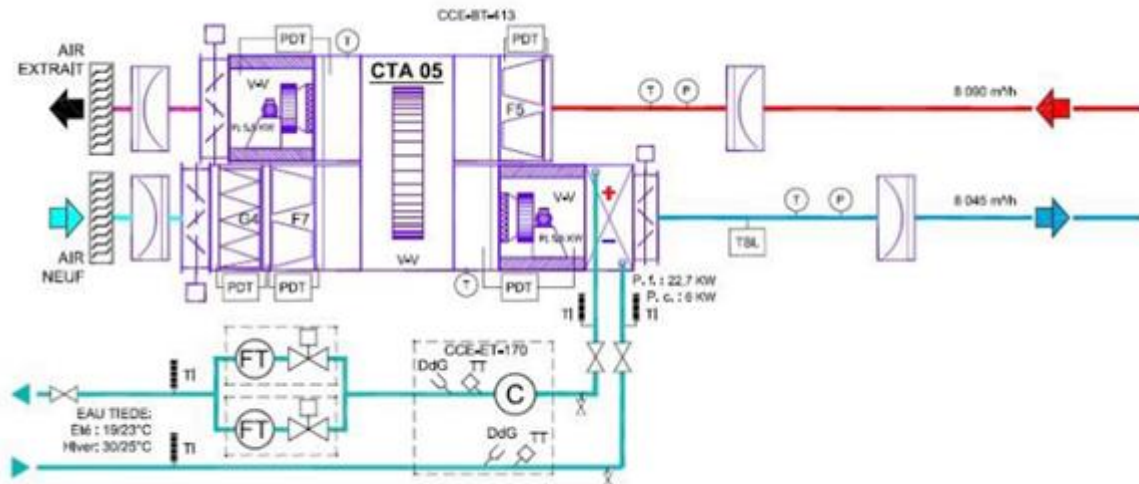 CCE-BT-413
AIR
EXTRAIT
PDT
T
PDT
CTA 05
V-V
F5
T
P
8 090 m³/h
G4
F7
V-V
T
P
8 045 m³/h
TBL
V-V
AIR
NEUF
PDT
PDT
T
PDT
P. f. : 22,7 KW
P. c. : 6 KW
TI
TI
CCE-ET-170
FT
DdG
TT
C
TI
EAU TIEDE:
Eté : 19/23°C
Hiver: 30/25°C
FT
DdG
TT
TI